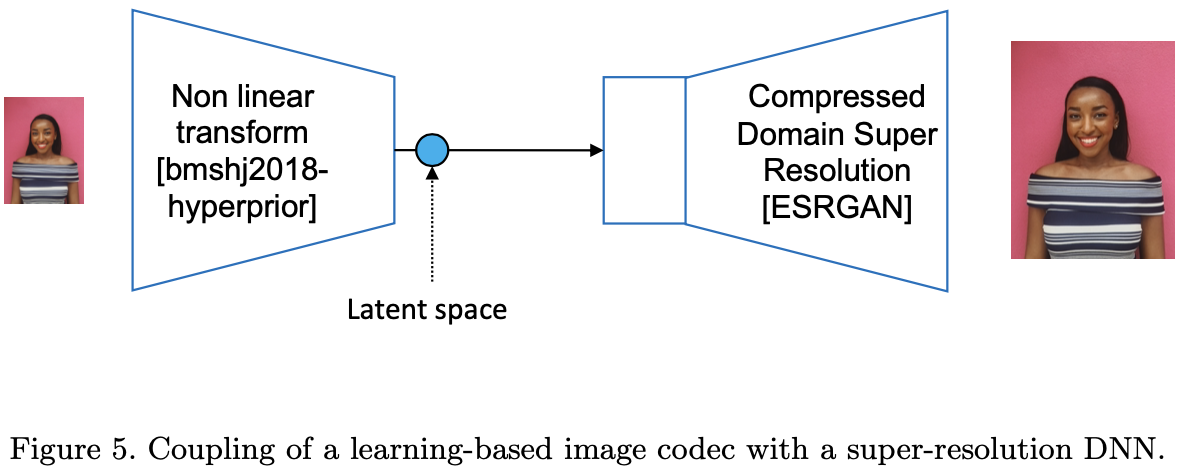 Non linear
transform
[bmshj2018-
hyperprior]
Compressed
Domain Super
Resolution
[ESRGAN]
Latent space
Figure 5. Coupling of a learning-based image codec with a super-resolution DNN.